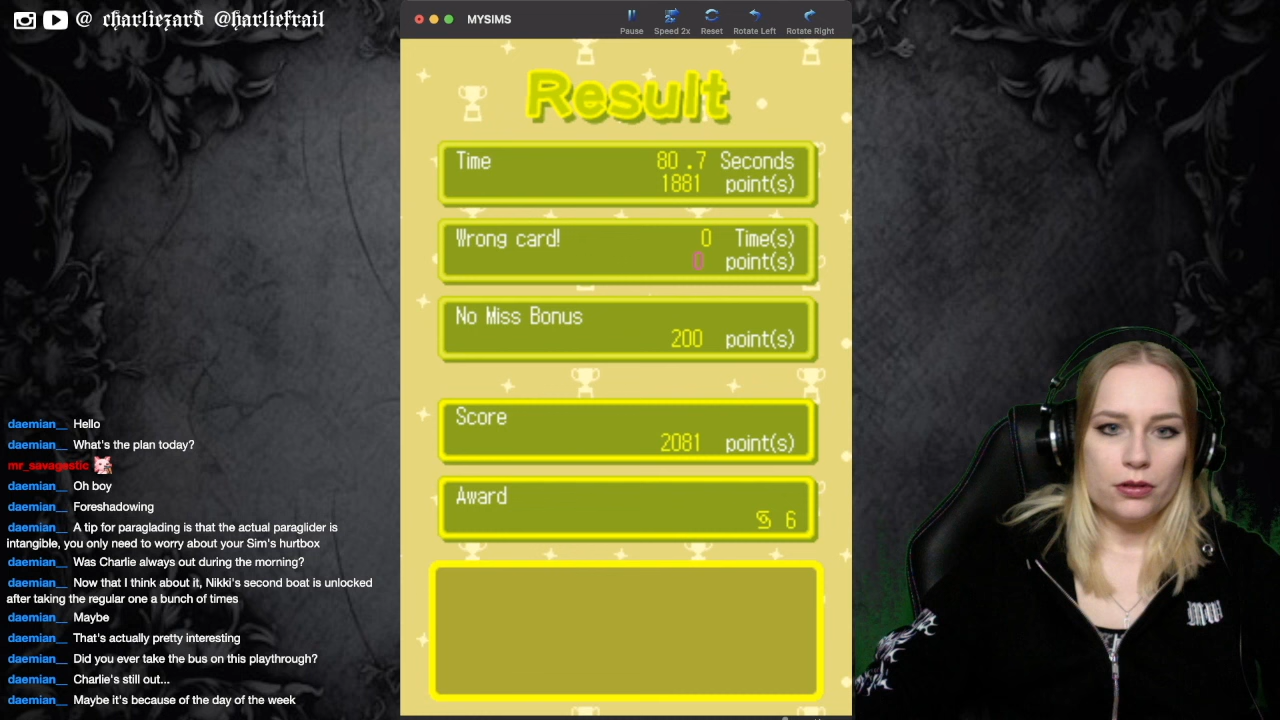 @ charliezard @harliefrail
MYSIMS
Pause Speed 2x Reset Rotate Left Rotate Right
Result
Time 80.7 Seconds
1881 point(s)
Wrong card! 0 Time(s)
0 point(s)
No Miss Bonus
200 point(s)
Score
2081 point(s)
Award
6
daemian__ Hello
daemian__ What's the plan today?
mr_savagestic
daemian__ Oh boy
daemian__ Foreshadowing
daemian__ A tip for paraglading is that the actual paraglider is
intangible, you only need to worry about your Sim's hurtbox
daemian__ Was Charlie always out during the morning?
daemian__ Now that I think about it, Nikki's second boat is unlocked
after taking the regular one a bunch of times
daemian__ Maybe
daemian__ That's actually pretty interesting
daemian__ Did you ever take the bus on this playthrough?
daemian__ Charlie's still out...
daemian__ Maybe it's because of the day of the week